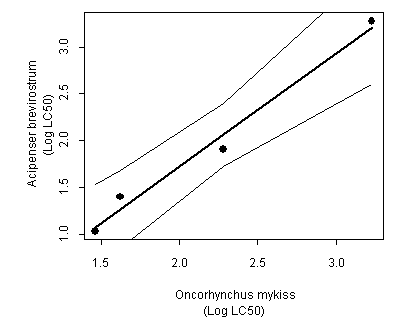 Acipenser brevirostrum
(Log LC50)
3.0
2.5
2.0
1.5
1.0
1.5 2.0 2.5 3.0
Oncorhynchus mykiss
(Log LC50)